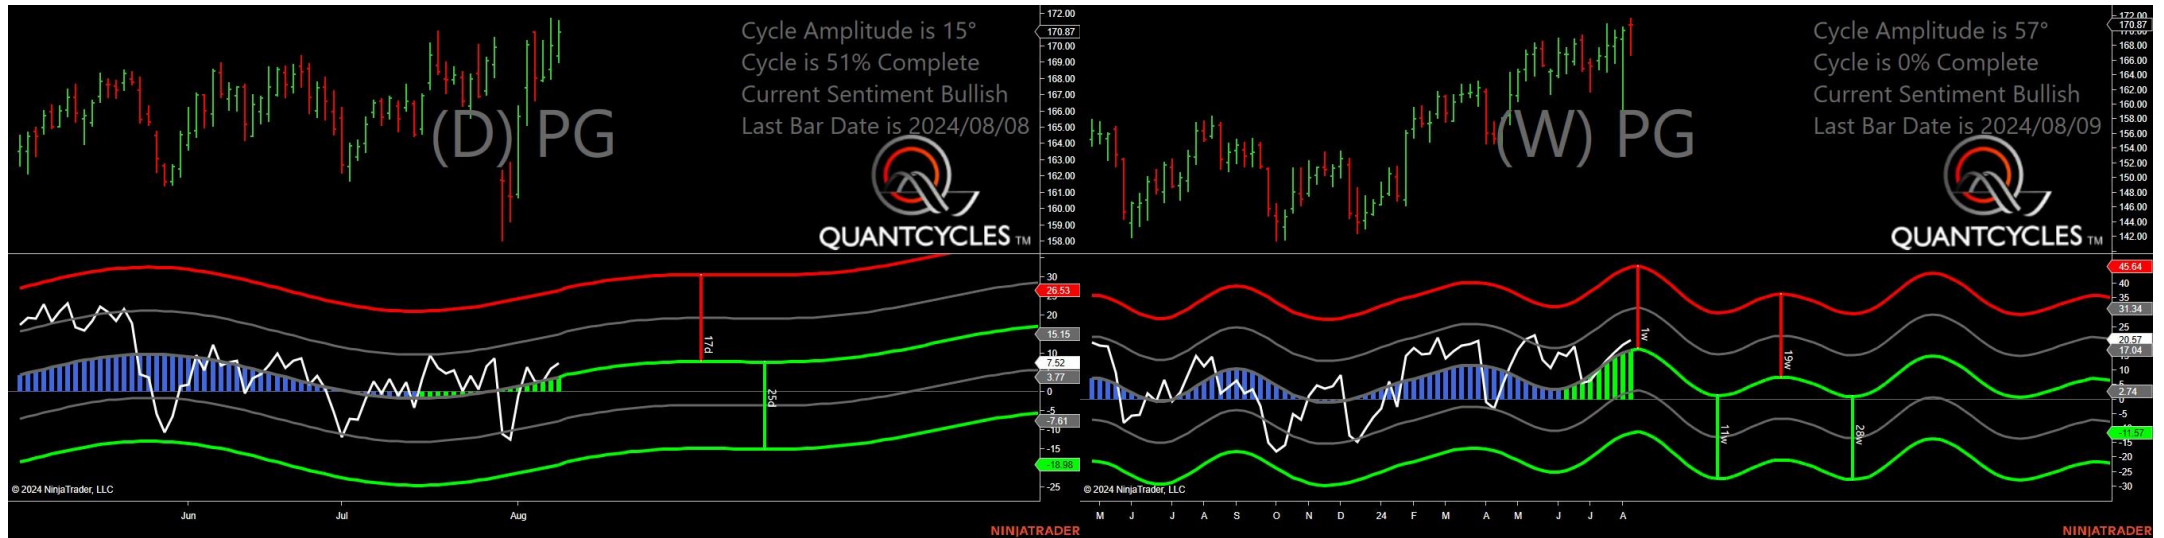 Cycle Amplitude is 15°
Cycle is 51% Complete
Current Sentiment Bullish
Last Bar Date is 2024/08/08
(D) PG
QUANTCYCLES TM
172.00
170.87
170.00
169.00
168.00
167.00
166.00
165.00
164.00
163.00
162.00
161.00
160.00
159.00
158.00
30
26.53
20
15.15
10
7.52
3.77
0
-5
-7.61
-10
-15
-18.98
-25
17d
25d
© 2024 NinjaTrader, LLC
Jun
Jul
Aug
NINJATRADER
Cycle Amplitude is 57°
Cycle is 0% Complete
Current Sentiment Bullish
Last Bar Date is 2024/08/09
(W) PG
QUANTCYCLES TM
172.00
170.87
168.00
166.00
164.00
162.00
160.00
158.00
156.00
154.00
152.00
150.00
148.00
146.00
144.00
142.00
45.64
40
35
31.34
25
20.57
17.04
10
2.74
-5
-11.57
-15
-20
-25
-30
1w
19w
11w
28w
© 2024 NinjaTrader, LLC
M J J A S O N D 24 F M A M J J A
NINJATRADER